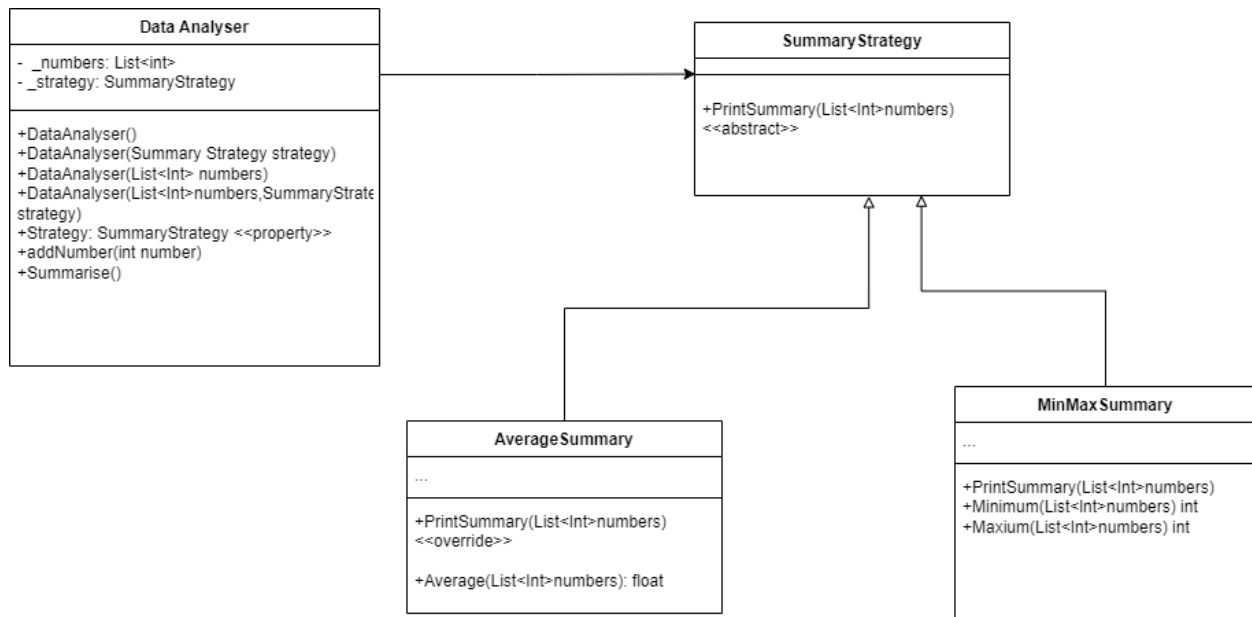 Data Analyser
- _numbers: List<int>
- _strategy: SummaryStrategy
+DataAnalyser()
+DataAnalyser(Summary Strategy strategy)
+DataAnalyser(List<Int> numbers)
+DataAnalyser(List<Int>numbers,SummaryStrate
strategy)
+Strategy: SummaryStrategy <<property>>
+addNumber(int number)
+Summarise()
SummaryStrategy
+PrintSummary(List<Int>numbers)
<<abstract>>
AverageSummary
...
+PrintSummary(List<Int>numbers)
<<override>>
+Average(List<Int>numbers): float
MinMaxSummary
...
+PrintSummary(List<Int>numbers)
+Minimum(List<Int>numbers) int
+Maxium(List<Int>numbers) int